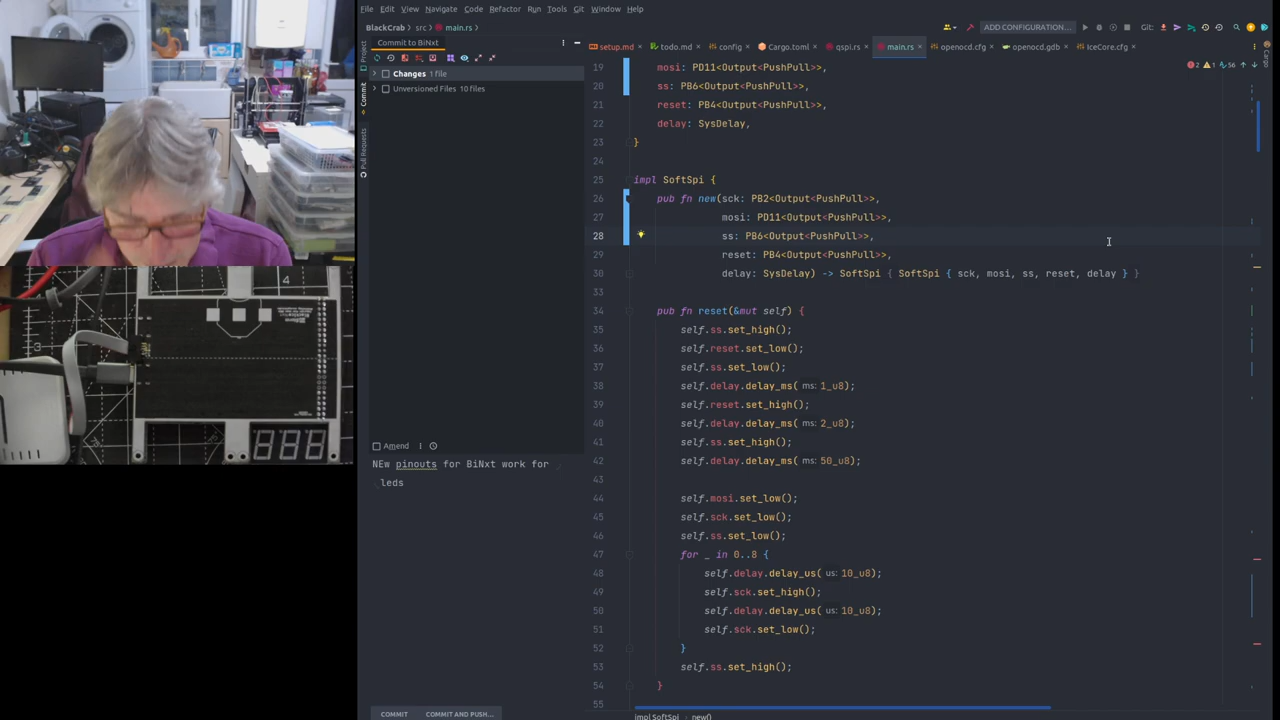 File Edit View Navigate Code Refactor Run Tools Git Window Help
BlackCrab › src › main.rs ›
ADD CONFIGURATION...
Git:
Commit to BiNxt
setup.md × todo.md × config × Cargo.toml × qspi.rs × main.rs × openocd.cfg × openocd.gdb × IceCore.cfg ×
Project
Commit
Pull Requests
Cargo
Changes 1 file
Unversioned Files 10 files
2 1 56
19 mosi: PD11<Output<PushPull>>,
20 ss: PB6<Output<PushPull>>,
21 reset: PB4<Output<PushPull>>,
22 delay: SysDelay,
23 }
24
25 impl SoftSpi {
26 pub fn new(sck: PB2<Output<PushPull>>,
27 mosi: PD11<Output<PushPull>>,
28 ss: PB6<Output<PushPull>>,
29 reset: PB4<Output<PushPull>>,
30 delay: SysDelay) -> SoftSpi { SoftSpi { sck, mosi, ss, reset, delay } }
33
34 pub fn reset(&mut self) {
35 self.ss.set_high();
36 self.reset.set_low();
37 self.ss.set_low();
38 self.delay.delay_ms( ms: 1_u8);
39 self.reset.set_high();
40 self.delay.delay_ms( ms: 2_u8);
41 self.ss.set_high();
42 self.delay.delay_ms( ms: 50_u8);
43
44 self.mosi.set_low();
45 self.sck.set_low();
46 self.ss.set_low();
47 for _ in 0..8 {
48 self.delay.delay_us( us: 10_u8);
49 self.sck.set_high();
50 self.delay.delay_us( us: 10_u8);
51 self.sck.set_low();
52 }
53 self.ss.set_high();
54 }
55
Amend
NEw pinouts for BiNxt work for
leds
COMMIT COMMIT AND PUSH...
impl SoftSpi › new()